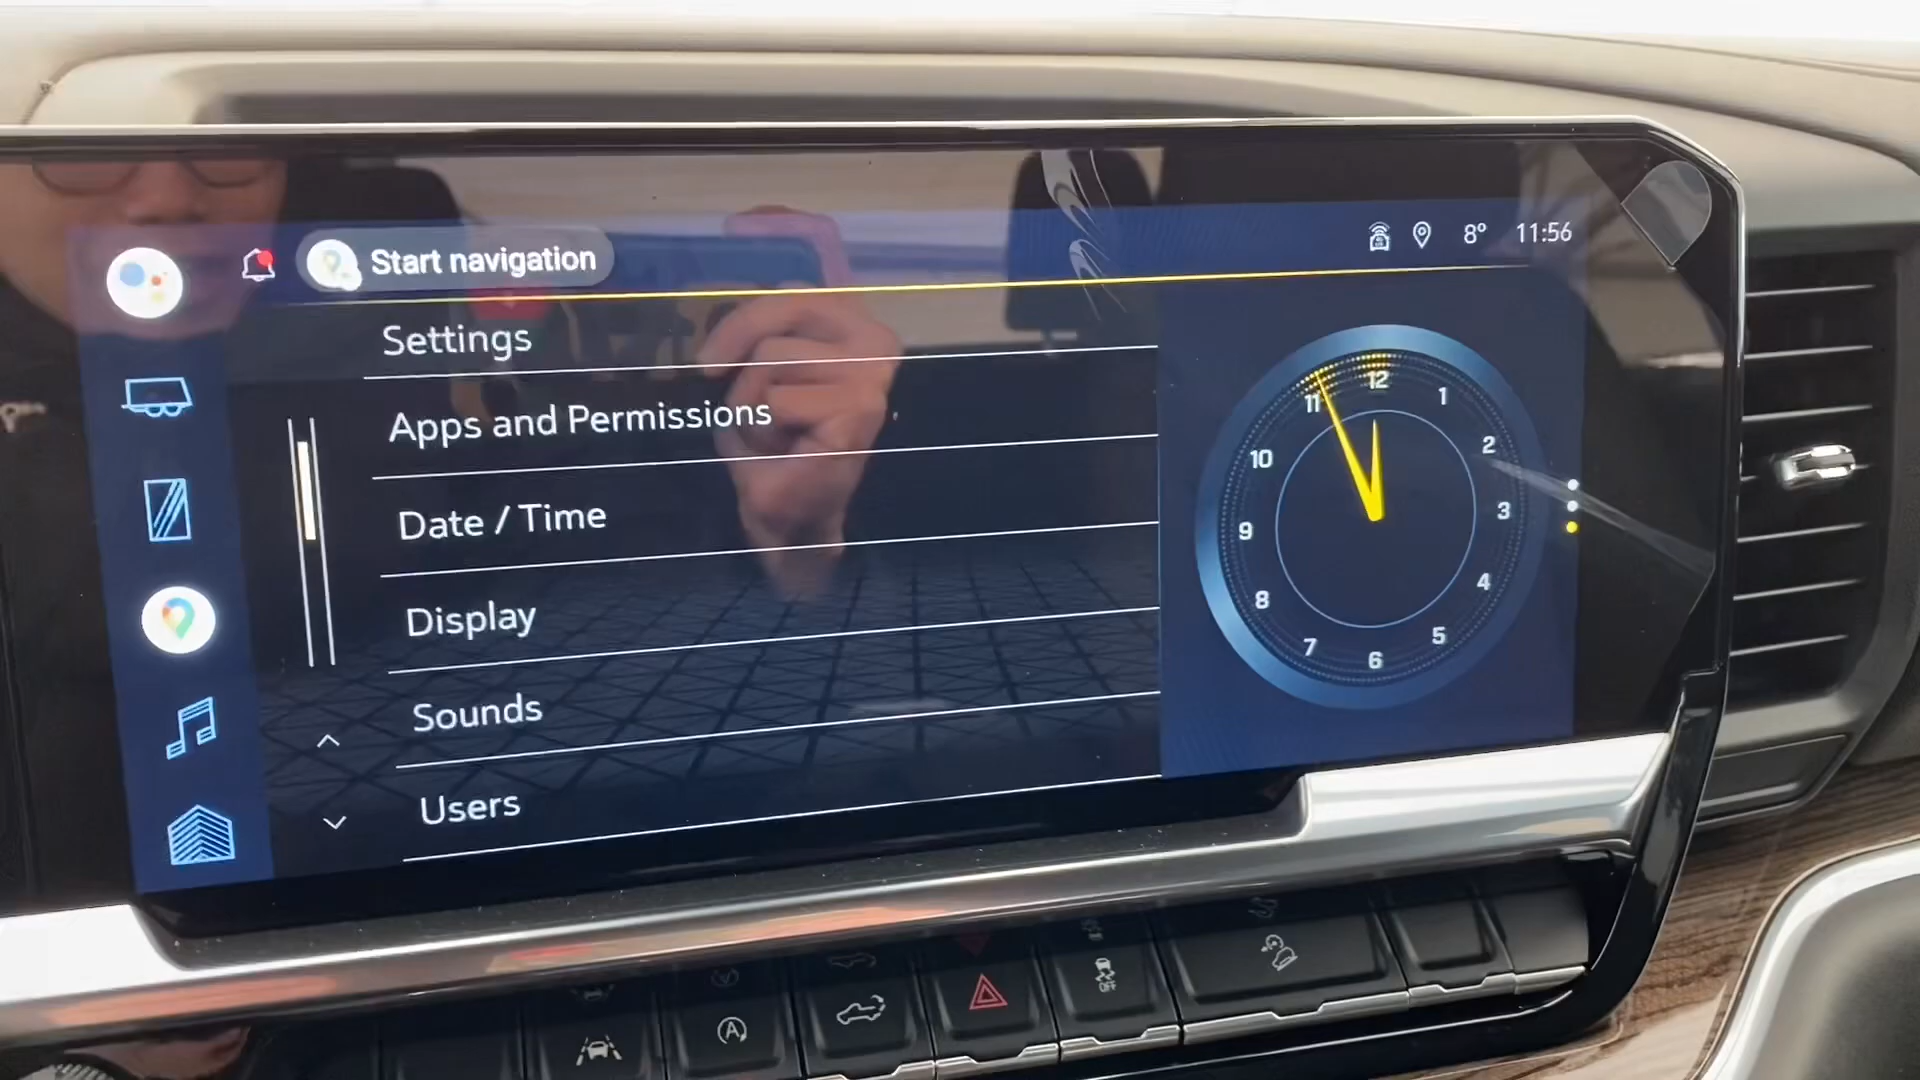 Start navigation
8° 11:56
Settings
Apps and Permissions
Date / Time
Display
Sounds
Users
12
1
2
3
4
5
6
7
8
9
10
11
A